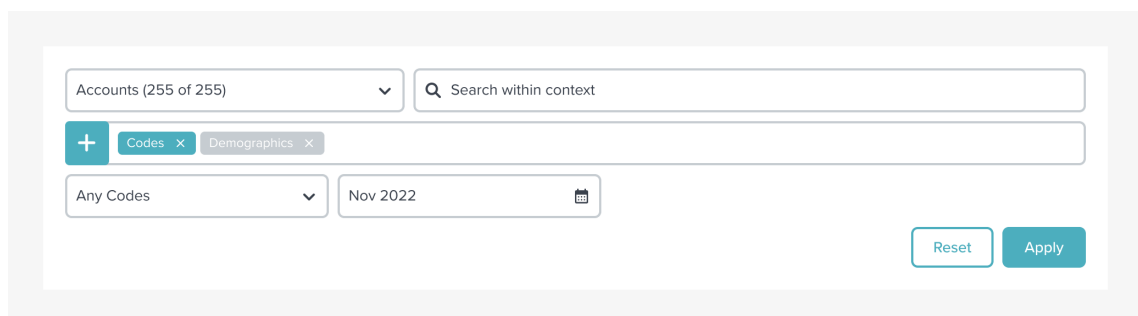 Accounts (255 of 255)
Search within context
Codes
Demographics
Any Codes
Nov 2022
Reset
Apply